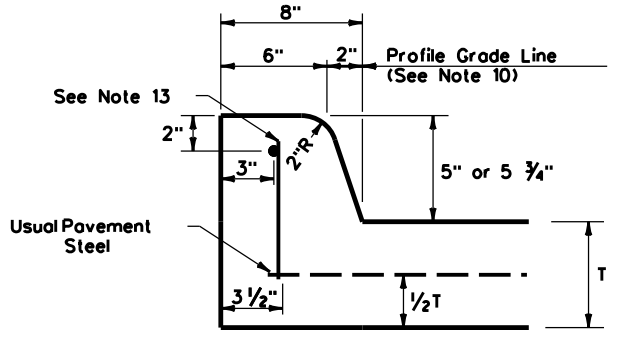 8"
6"
2"
Profile Grade Line
(See Note 10)
See Note 13
2"
2"R
3"
5" or 5 3/4"
Usual Pavement
Steel
T
3 1/2"
1/2T